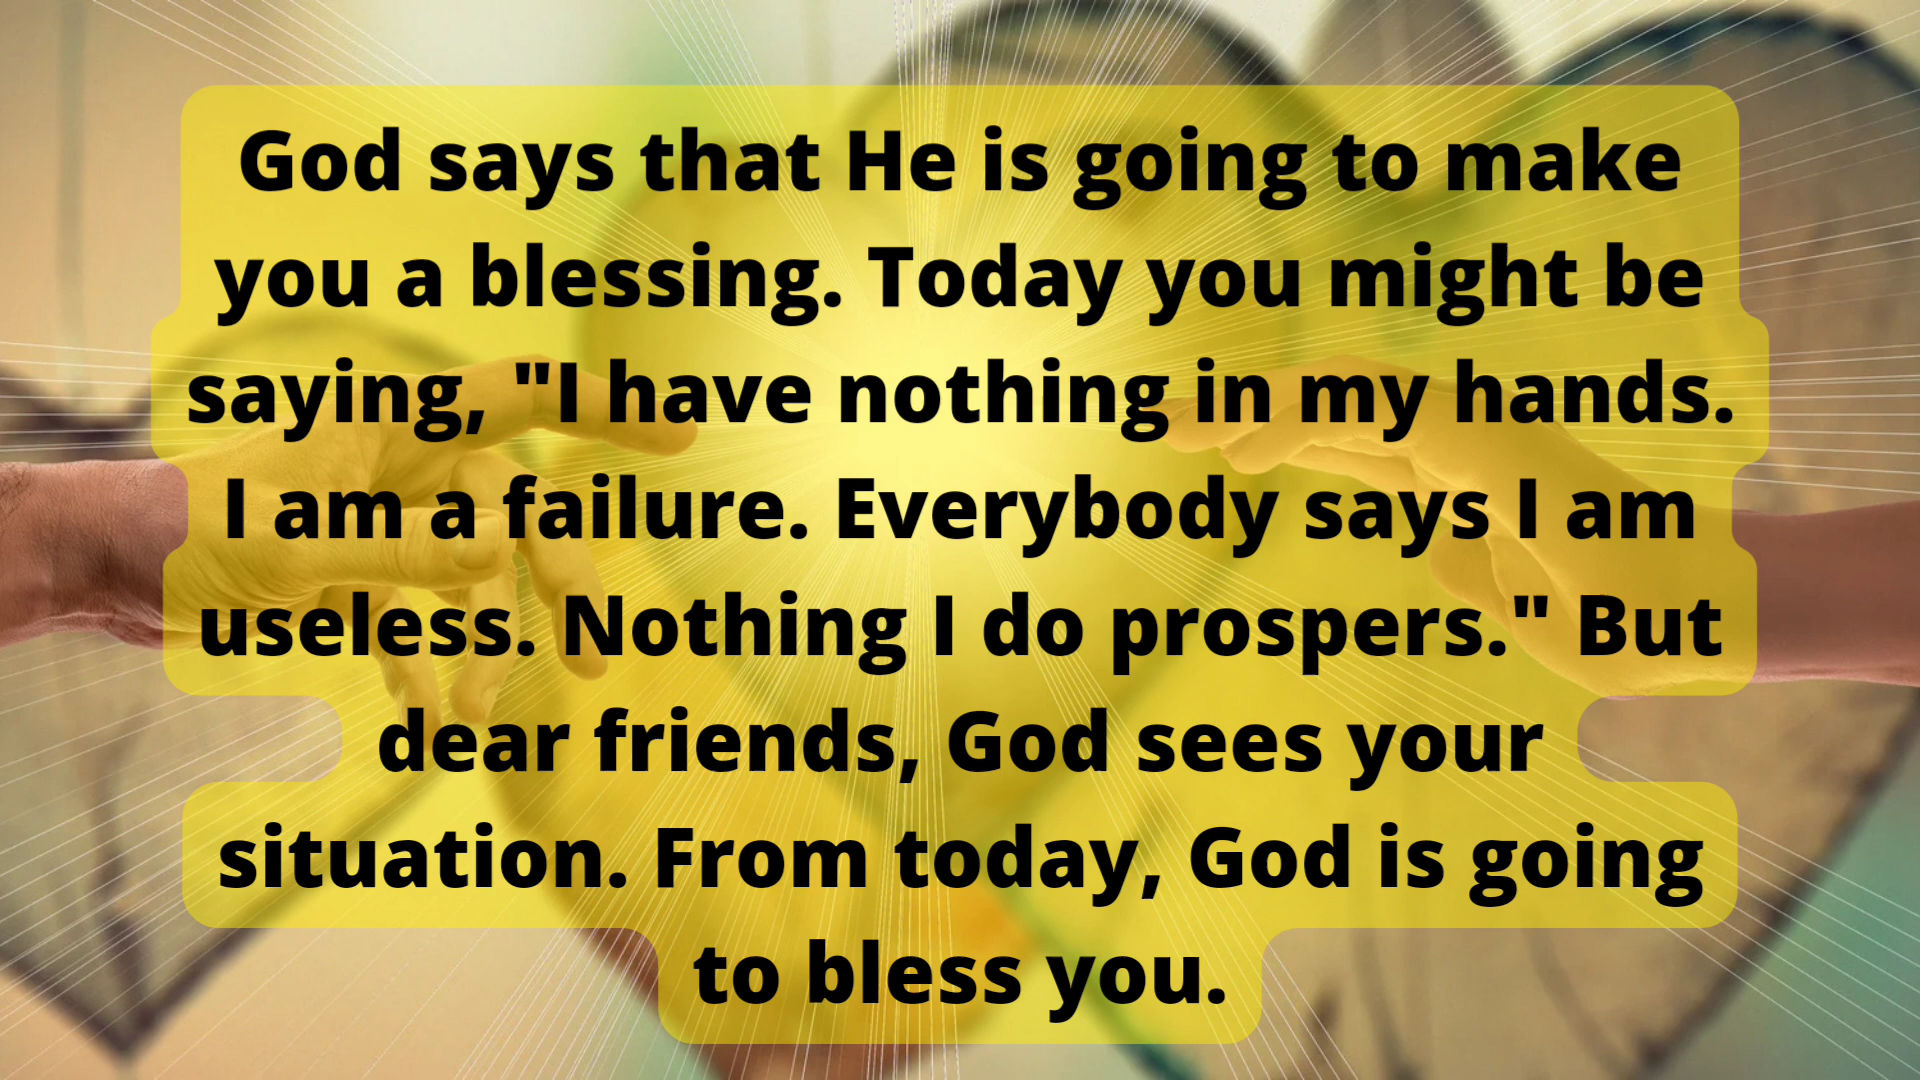 God says that He is going to make
you a blessing. Today you might be
saying, "I have nothing in my hands.
I am a failure. Everybody says I am
useless. Nothing I do prospers." But
dear friends, God sees your
situation. From today, God is going
to bless you.